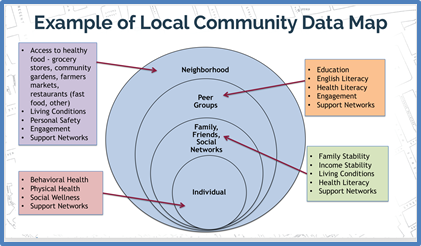 Example of Local Community Data Map
• Access to healthy
food - grocery
stores, community
gardens, farmers
markets,
restaurants (fast
food, other)
• Living Conditions
• Personal Safety
• Engagement
• Support Networks
Neighborhood
Peer
Groups
Family,
Friends,
Social
Networks
Individual
• Education
• English Literacy
• Health Literacy
• Engagement
• Support Networks
• Behavioral Health
• Physical Health
• Social Wellness
• Support Networks
• Family Stability
• Income Stability
• Living Conditions
• Health Literacy
• Support Networks